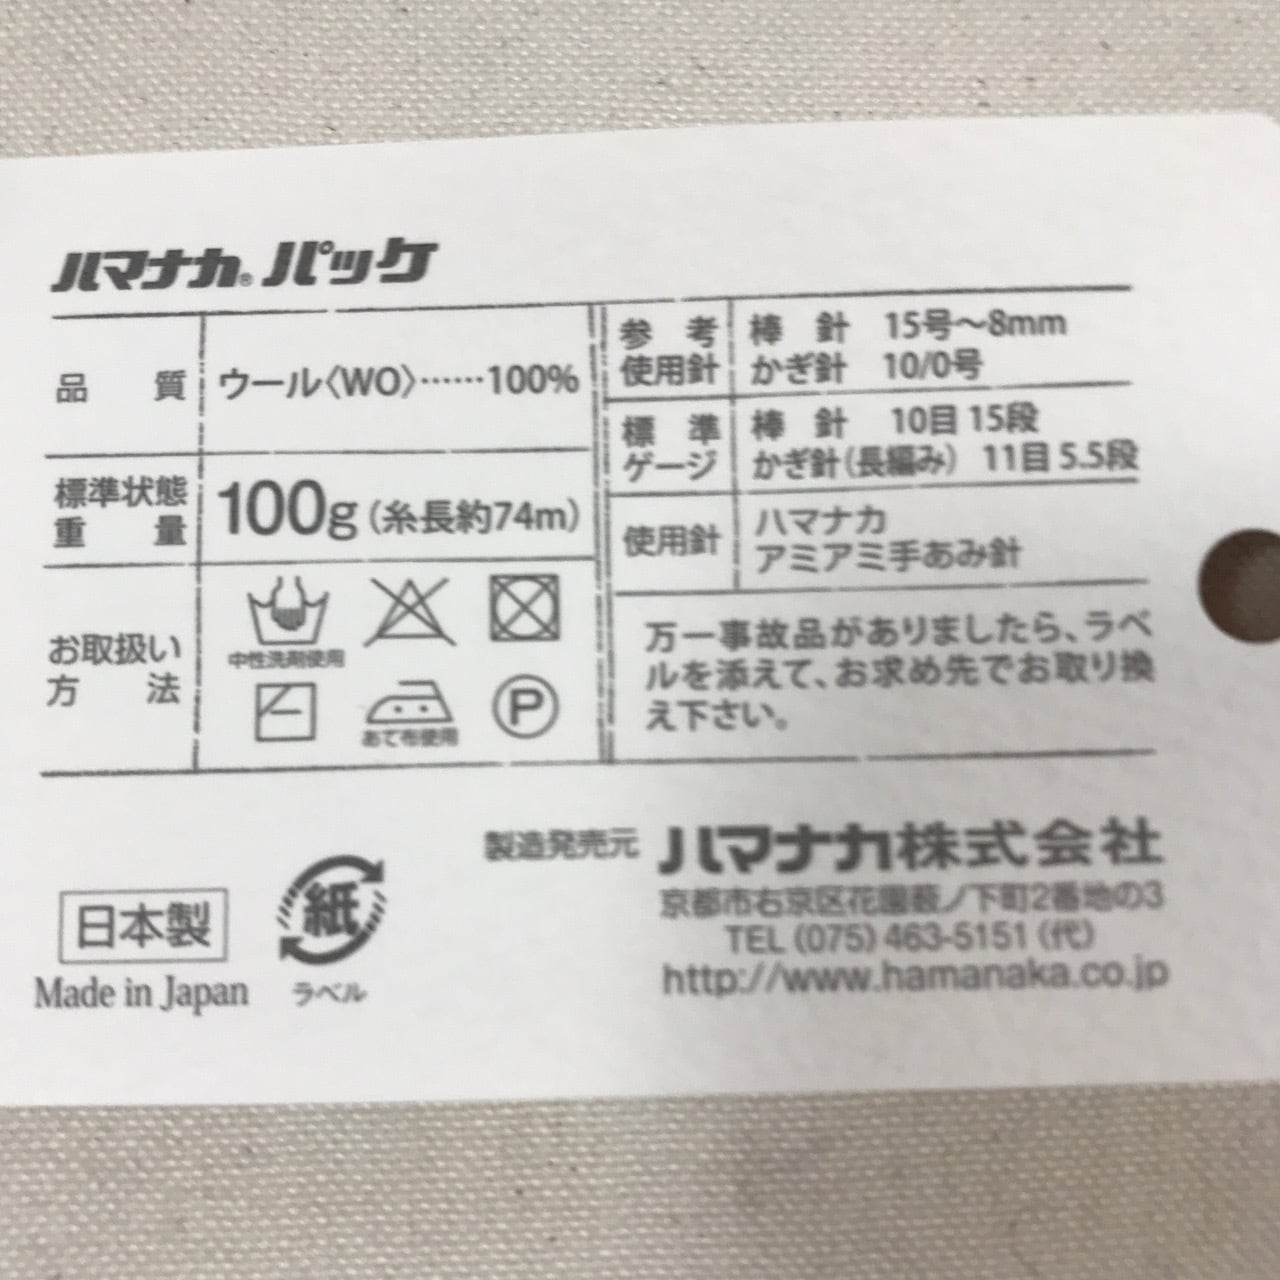 ハマナカ® パッケ
品質 ウール〈WO〉……100%
標準状態
重量 100g (糸長約74m)
お取扱い
方法
中性洗剤使用
あて布使用
P
参考
使用針
棒針 15号〜8mm
かぎ針 10/0号
標準
ゲージ
棒針 10目 15段
かぎ針(長編み) 11目 5.5段
使用針
ハマナカ
アミアミ手あみ針
万一事故品がありましたら、ラベ
ルを添えて、お求め先でお取り換
え下さい。
日本製
Made in Japan
紙
ラベル
製造発売元 ハマナカ株式会社
京都市右京区花園薮ノ下町2番地の3
TEL (075) 463-5151 (代)
http://www.hamanaka.co.jp